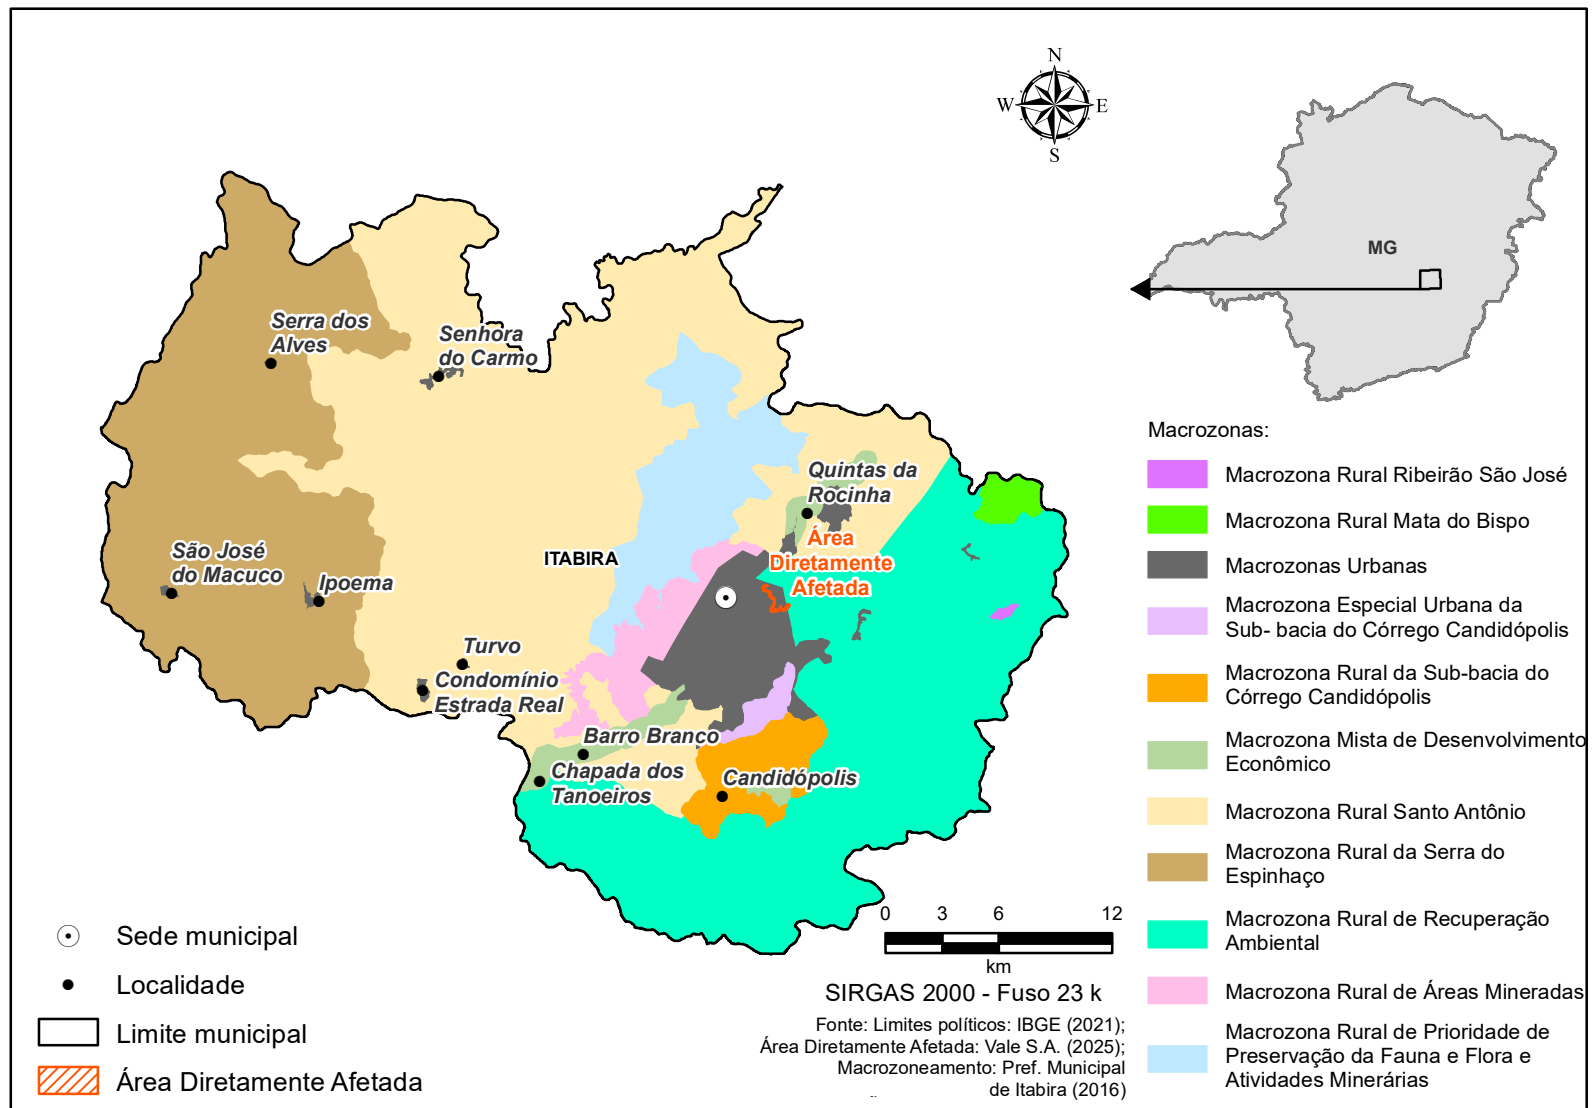 N
W
E
S
MG
Serra dos
Alves
Senhora
do Carmo
Quintas da
Rocinha
São José
do Macuco
Ipoema
ITABIRA
Área
Diretamente
Afetada
Turvo
Condomínio
Estrada Real
Barro Branco
Chapada dos
Tanoeiros
Candidópolis
Macrozonas:
Macrozona Rural Ribeirão São José
Macrozona Rural Mata do Bispo
Macrozonas Urbanas
Macrozona Especial Urbana da
Sub- bacia do Córrego Candidópolis
Macrozona Rural da Sub-bacia do
Córrego Candidópolis
Macrozona Mista de Desenvolvimento
Econômico
Macrozona Rural Santo Antônio
Macrozona Rural da Serra do
Espinhaço
Macrozona Rural de Recuperação
Ambiental
Macrozona Rural de Áreas Mineradas
Macrozona Rural de Prioridade de
Preservação da Fauna e Flora e
Atividades Minerárias
Sede municipal
Localidade
Limite municipal
Área Diretamente Afetada
0 3 6 12
km
SIRGAS 2000 - Fuso 23 k
Fonte: Limites políticos: IBGE (2021);
Área Diretamente Afetada: Vale S.A. (2025);
Macrozoneamento: Pref. Municipal
de Itabira (2016)